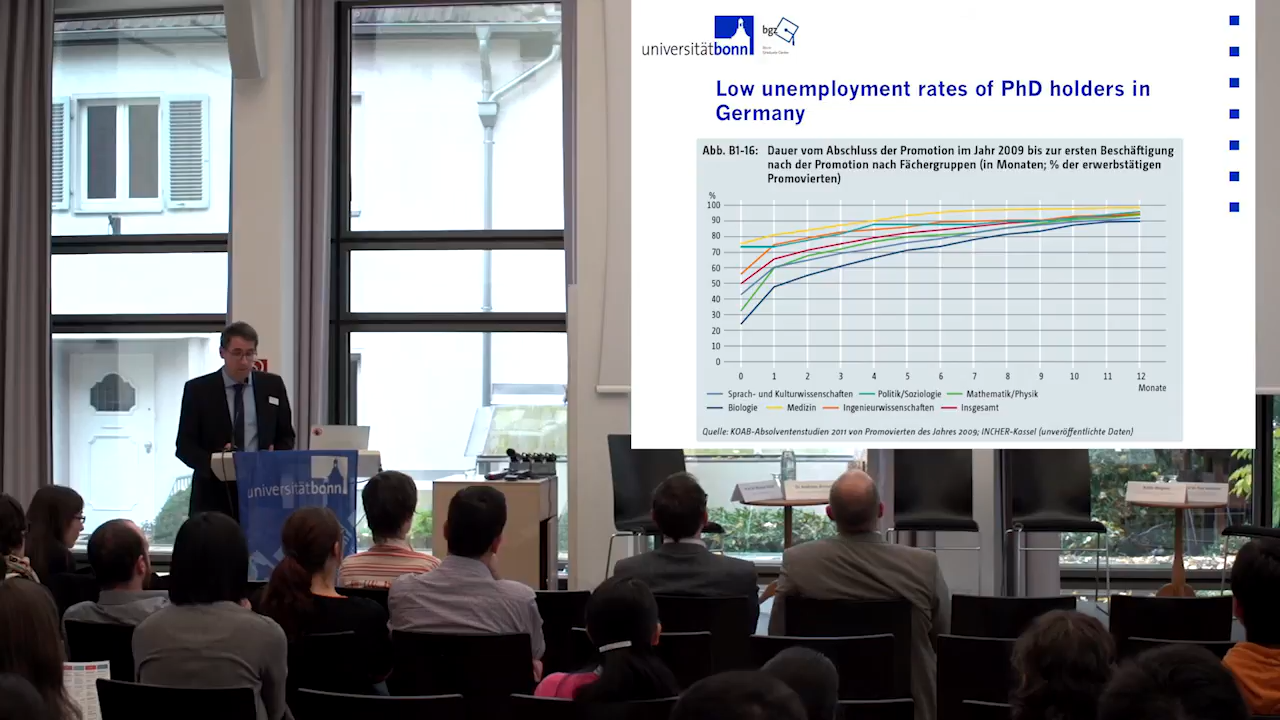 universitätbonn
bgz
Low unemployment rates of PhD holders in
Germany
Abb. B1-16: Dauer vom Abschluss der Promotion im Jahr 2009 bis zur ersten Beschäftigung
nach der Promotion nach Fächergruppen (in Monaten; % der erwerbstätigen
Promovierten)
%
100
90
80
70
60
50
40
30
20
10
0
0 1 2 3 4 5 6 7 8 9 10 11 12
Monate
Sprach- und Kulturwissenschaften Politik/Soziologie Mathematik/Physik
Biologie Medizin Ingenieurwissenschaften Insgesamt
Quelle: KOAB-Absolventenstudien 2011 von Promovierten des Jahres 2009; INCHER-Kassel (unveröffentlichte Daten)
universitätbonn